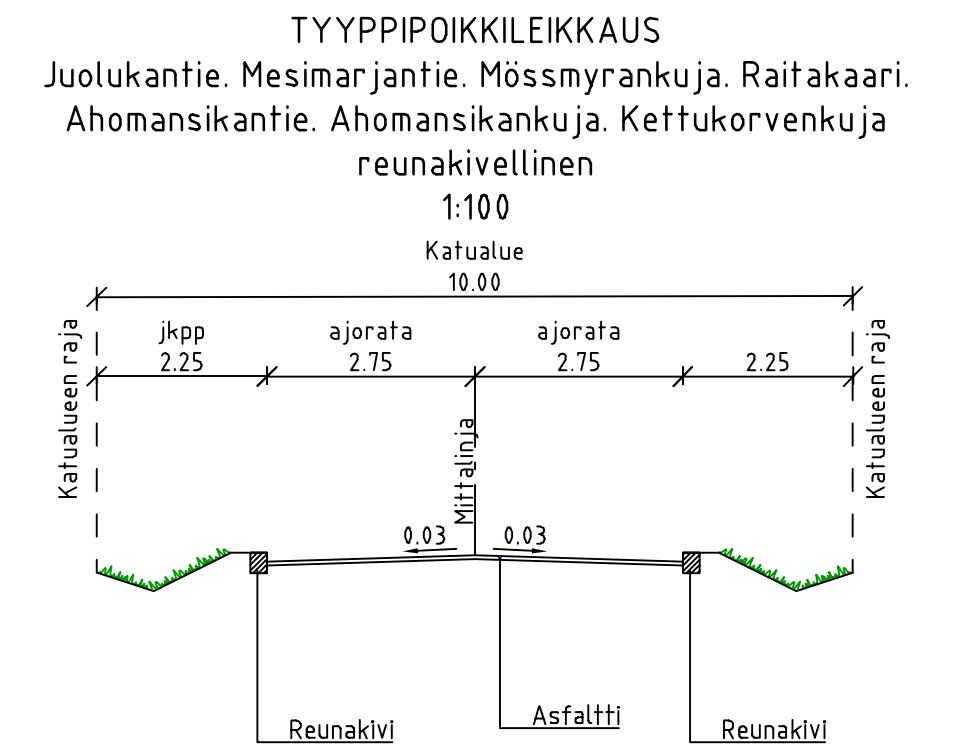 TYYPPIPOIKKILEIKKAUS
Juolukantie. Mesimarjantie. Mössmyrankuja. Raitakaari.
Ahomansikantie. Ahomansikankuja. Kettukorvenkuja
reunakivellinen
1:100
Katualue
10.00
Katualueen raja
jkpp
2.25
ajorata
2.75
ajorata
2.75
2.25
Katualueen raja
Mittalinja
0.03
0.03
Reunakivi
Asfaltti
Reunakivi